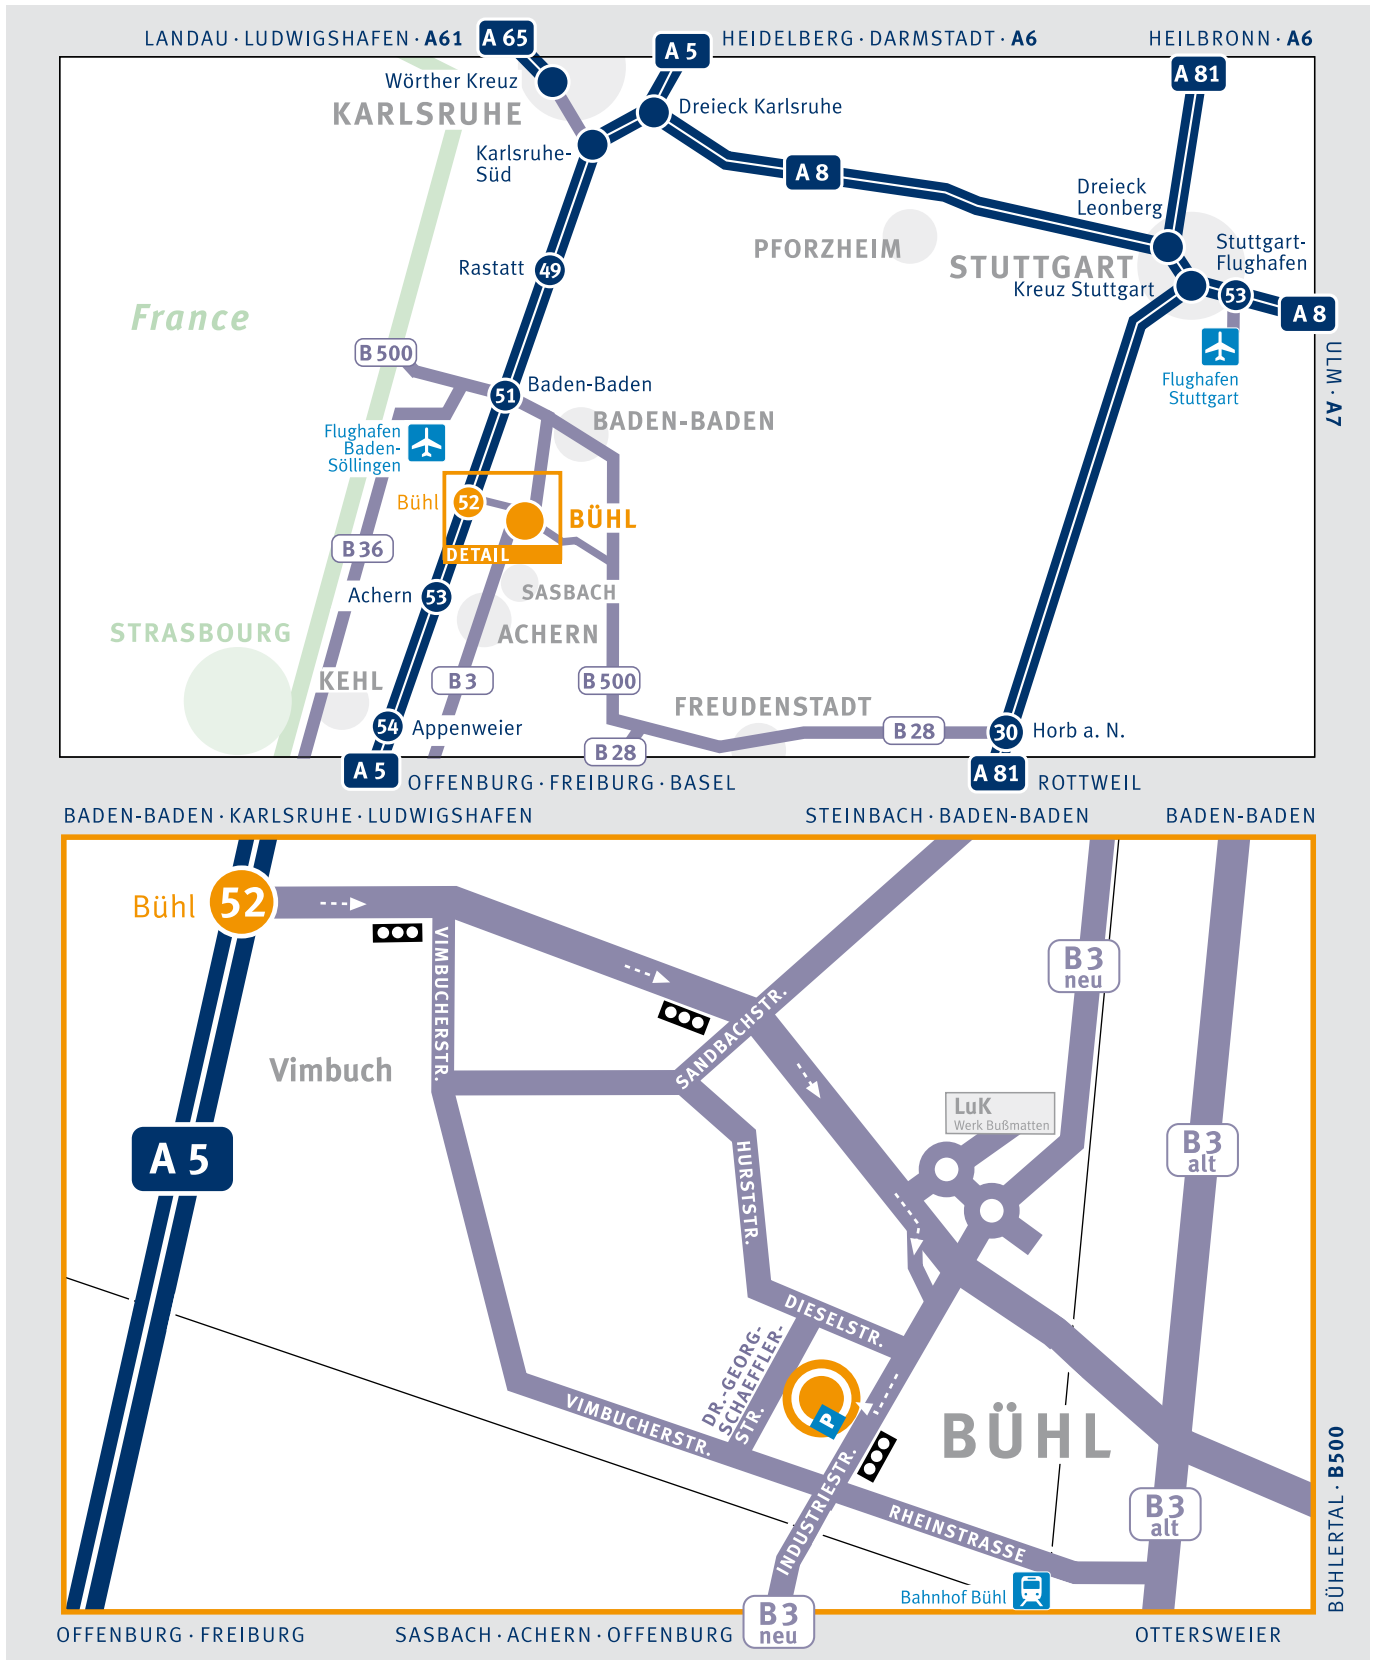 LANDAU · LUDWIGSHAFEN · A61
A 65
A 5
HEIDELBERG · DARMSTADT · A6
HEILBRONN · A6
A 81
Wörther Kreuz
KARLSRUHE
Dreieck Karlsruhe
Karlsruhe-
Süd
A 8
Dreieck
Leonberg
PFORZHEIM
STUTTGART
Stuttgart-
Flughafen
Kreuz Stuttgart
53
A 8
Rastatt
49
France
B 500
Flughafen
Stuttgart
ULM · A7
51
Baden-Baden
BADEN-BADEN
Flughafen
Baden-
Söllingen
Bühl
52
BÜHL
DETAIL
B 36
Achern
53
SASBACH
ACHERN
STRASBOURG
KEHL
B 3
B 500
FREUDENSTADT
54
Appenweier
B 28
B 28
30
Horb a. N.
A 5
OFFENBURG · FREIBURG · BASEL
A 81
ROTTWEIL
BADEN-BADEN · KARLSRUHE · LUDWIGSHAFEN
STEINBACH · BADEN-BADEN
BADEN-BADEN
Bühl
52
VIMBUCHERSTR.
B 3
neu
SANDBACHSTR.
Vimbuch
LuK
Werk Bußmatten
A 5
B 3
alt
HURSTSTR.
DIESELSTR.
DR.-GEORG-
SCHAEFFLER-
STR.
P
VIMBUCHERSTR.
BÜHL
INDUSTRIESTR.
RHEINSTRASSE
B 3
alt
BÜHLERTAL · B500
Bahnhof Bühl
B 3
neu
OFFENBURG · FREIBURG
SASBACH · ACHERN · OFFENBURG
OTTERSWEIER